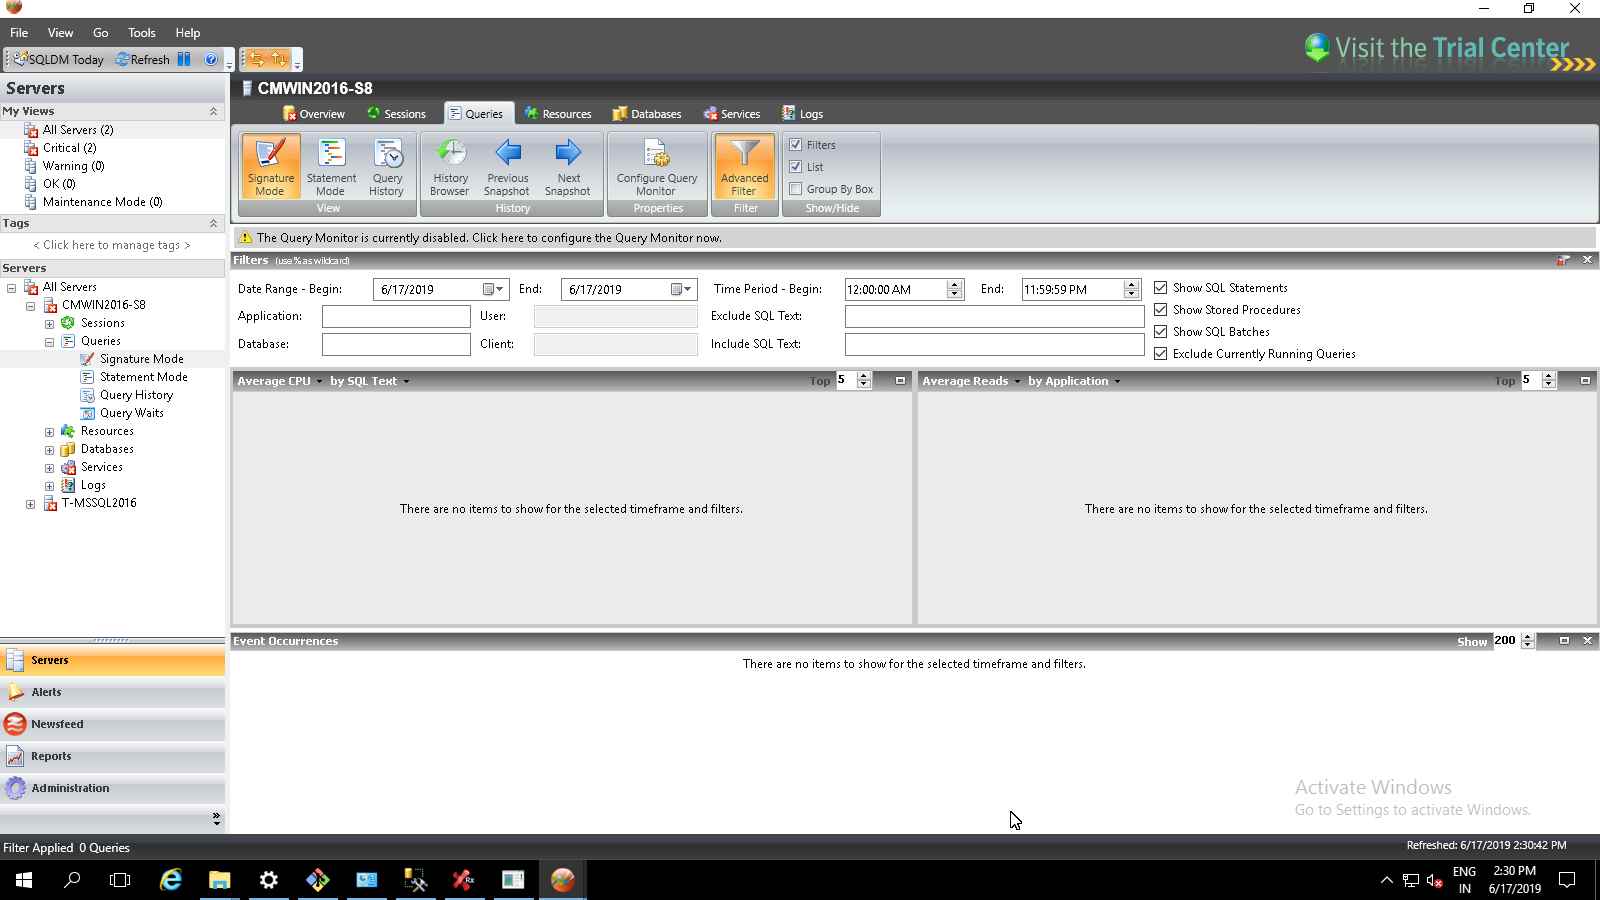 File View Go Tools Help
SQLDM Today Refresh
Visit the Trial Center
Servers
CMWIN2016-S8
My Views
All Servers (2)
Critical (2)
Warning (0)
OK (0)
Maintenance Mode (0)
Tags
< Click here to manage tags >
Servers
All Servers
CMWIN2016-S8
Sessions
Queries
Signature Mode
Statement Mode
Query History
Query Waits
Resources
Databases
Services
Logs
T-MSSQL2016
Servers
Alerts
Newsfeed
Reports
Administration
Overview Sessions Queries Resources Databases Services Logs
Signature Mode
Statement Mode
Query History
View
History Browser
Previous Snapshot
Next Snapshot
History
Configure Query Monitor
Properties
Advanced Filter
Filter
Filters
List
Group By Box
Show/Hide
The Query Monitor is currently disabled. Click here to configure the Query Monitor now.
Filters (use % as wildcard)
Date Range - Begin: 6/17/2019 End: 6/17/2019 Time Period - Begin: 12:00:00 AM End: 11:59:59 PM Show SQL Statements
Show Stored Procedures
Application: User: Exclude SQL Text:
Show SQL Batches
Database: Client: Include SQL Text:
Exclude Currently Running Queries
Average CPU by SQL Text Top 5
Average Reads by Application Top 5
There are no items to show for the selected timeframe and filters.
There are no items to show for the selected timeframe and filters.
Event Occurrences Show 200
There are no items to show for the selected timeframe and filters.
Activate Windows
Go to Settings to activate Windows.
Filter Applied 0 Queries
Refreshed: 6/17/2019 2:30:42 PM
Rx
ENG
IN
2:30 PM
6/17/2019